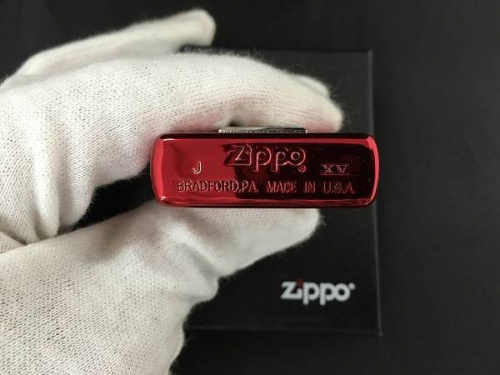 J Zippo XV
BRADFORD,PA. MADE IN U.S.A
zippo